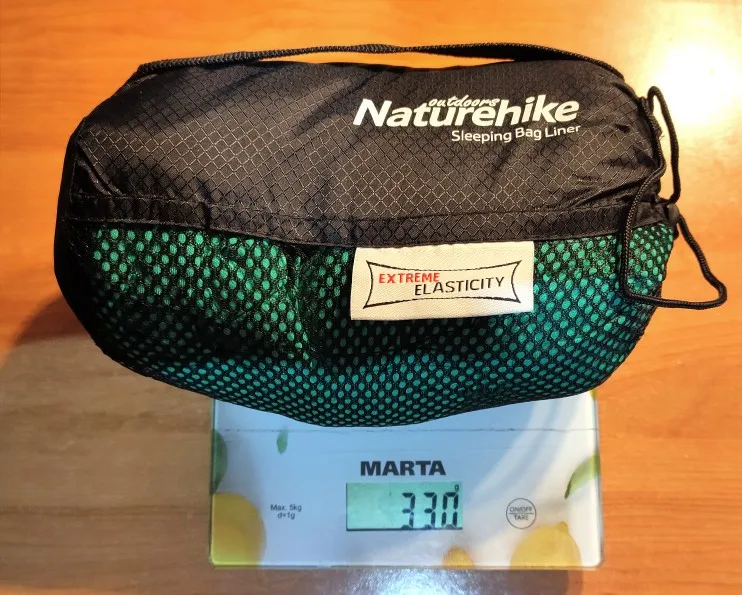 outdoors
Naturehike
Sleeping Bag Liner
EXTREME
ELASTICITY
MARTA
330 g
Max. 5kg
d=1g
ON/OFF
TARE